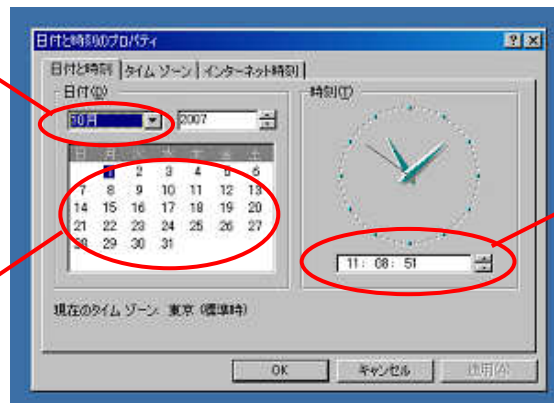 日付と時刻のプロパティ
日付と時刻 タイム ゾーン インターネット時刻
日付(D)
10月 2007
日 月 火 水 木 金 土
1 2 3 4 5 6
7 8 9 10 11 12 13
14 15 16 17 18 19 20
21 22 23 24 25 26 27
28 29 30 31
時刻(T)
11: 08: 51
現在のタイム ゾーン: 東京 (標準時)
OK キャンセル 適用(A)